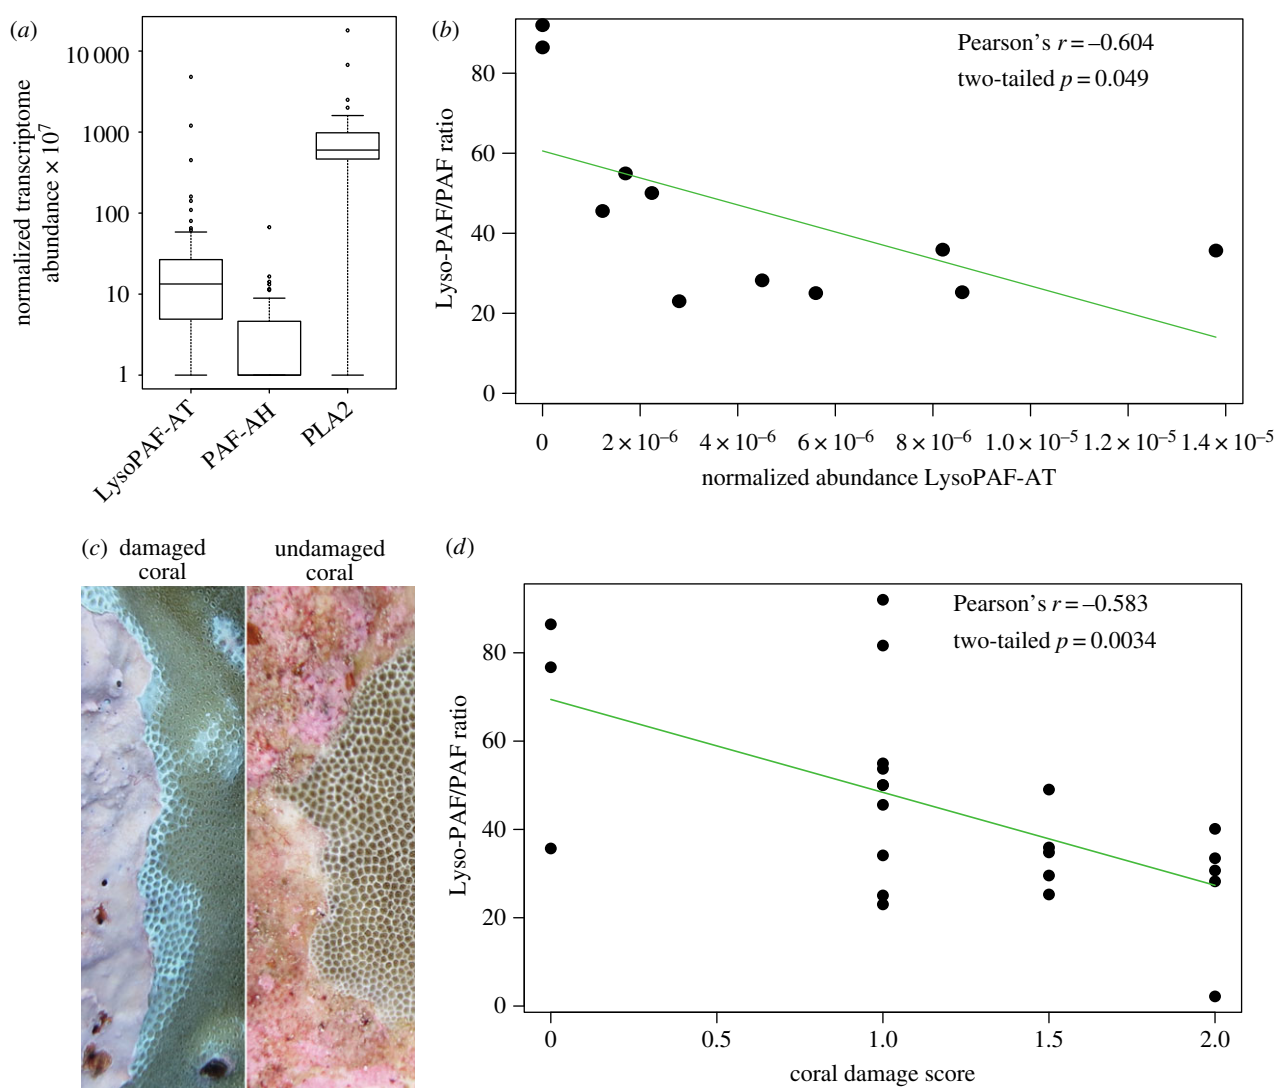 (a)
normalized transcriptome
abundance × 10⁷
10 000
1000
100
10
1
LysoPAF-AT
PAF-AH
PLA2
(b)
Pearson's r = –0.604
two-tailed p = 0.049
Lyso-PAF/PAF ratio
80
60
40
20
0
0 2 × 10⁻⁶ 4 × 10⁻⁶ 6 × 10⁻⁶ 8 × 10⁻⁶ 1.0 × 10⁻⁵ 1.2 × 10⁻⁵ 1.4 × 10⁻⁵
normalized abundance LysoPAF-AT
(c) damaged
coral
undamaged
coral
(d)
Pearson's r = –0.583
two-tailed p = 0.0034
Lyso-PAF/PAF ratio
80
60
40
20
0
0 0.5 1.0 1.5 2.0
coral damage score